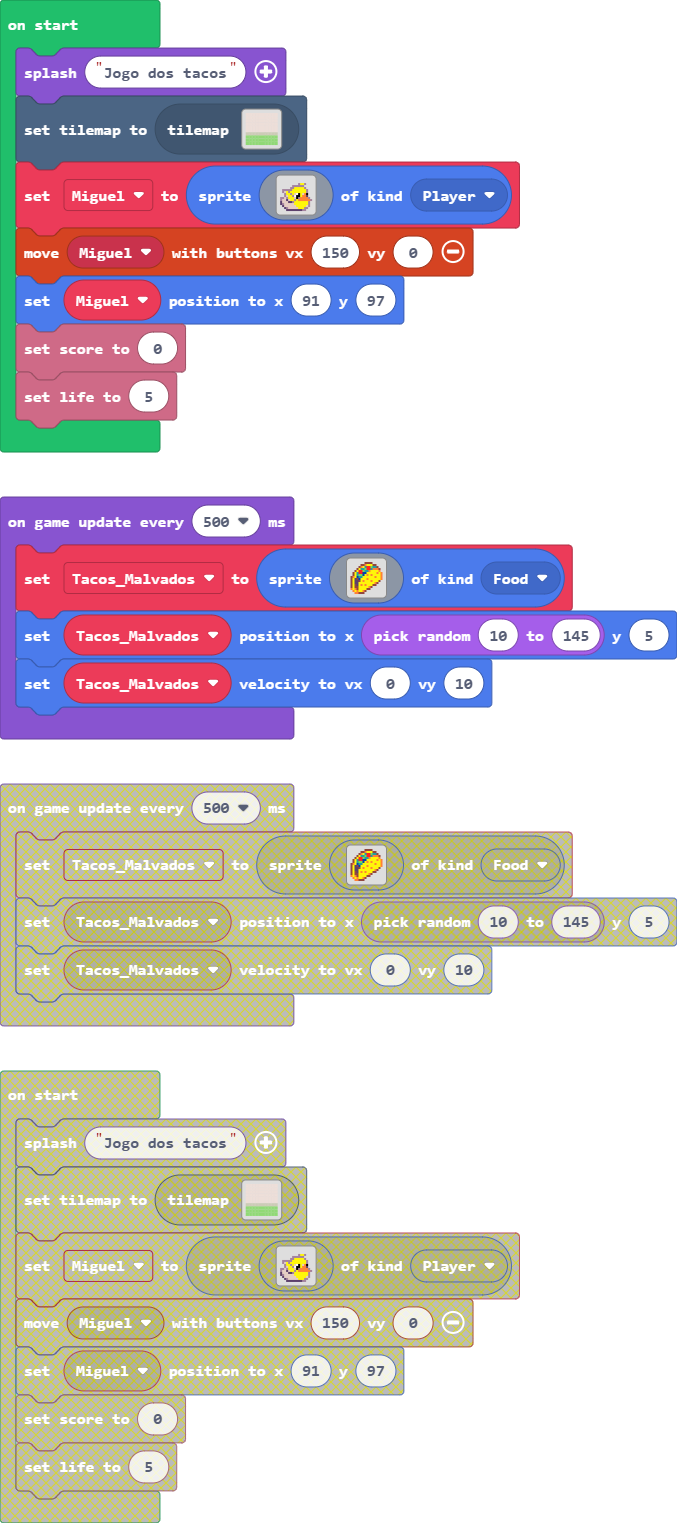 on start
splash "Jogo dos tacos"
set tilemap to tilemap
set Miguel to sprite of kind Player
move Miguel with buttons vx 150 vy 0
set Miguel position to x 91 y 97
set score to 0
set life to 5
on game update every 500 ms
set Tacos_Malvados to sprite of kind Food
set Tacos_Malvados position to x pick random 10 to 145 y 5
set Tacos_Malvados velocity to vx 0 vy 10
on game update every 500 ms
set Tacos_Malvados to sprite of kind Food
set Tacos_Malvados position to x pick random 10 to 145 y 5
set Tacos_Malvados velocity to vx 0 vy 10
on start
splash "Jogo dos tacos"
set tilemap to tilemap
set Miguel to sprite of kind Player
move Miguel with buttons vx 150 vy 0
set Miguel position to x 91 y 97
set score to 0
set life to 5